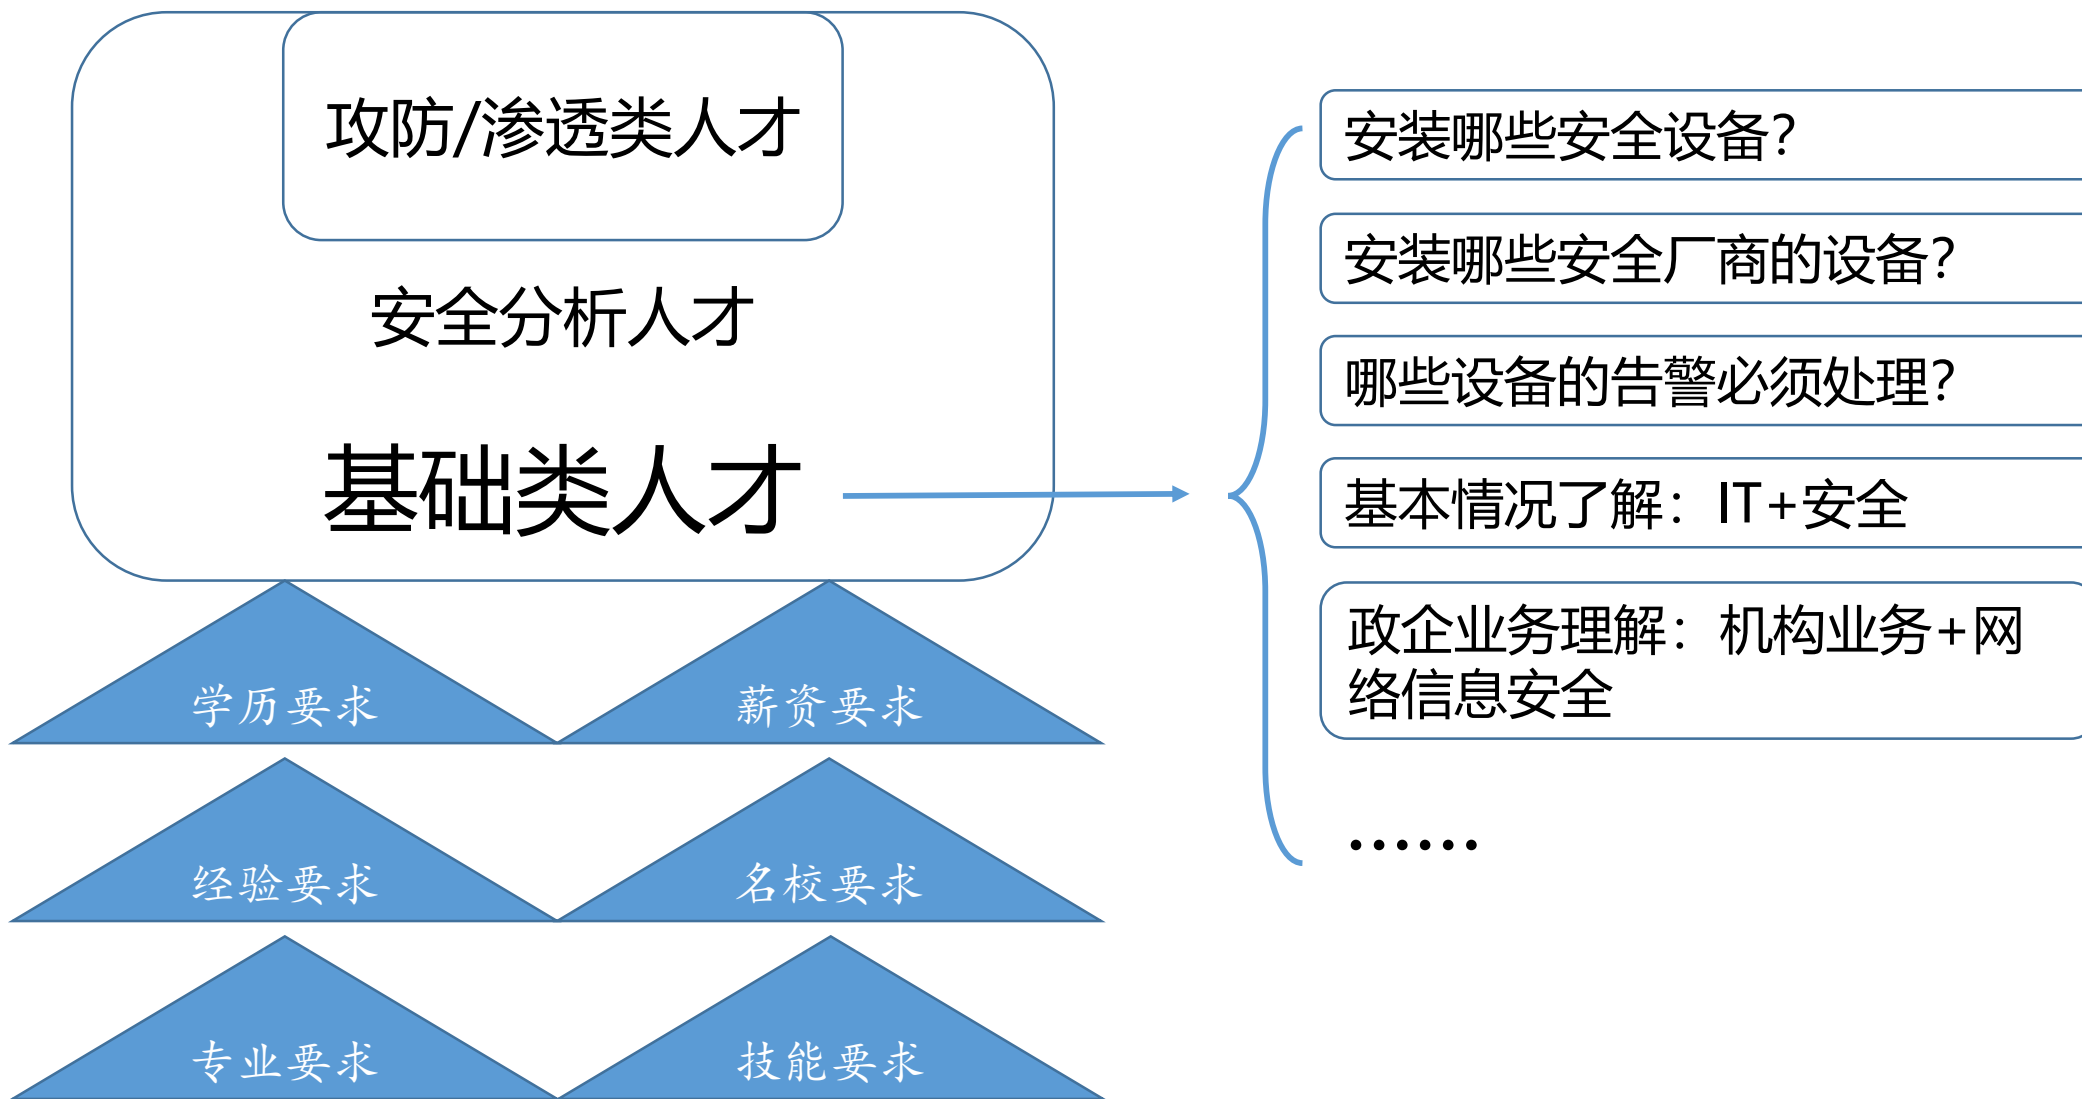 攻防/渗透类人才
安全分析人才
基础类人才
学历要求
薪资要求
经验要求
名校要求
专业要求
技能要求
安装哪些安全设备？
安装哪些安全厂商的设备？
哪些设备的告警必须处理？
基本情况了解：IT+安全
政企业务理解：机构业务+网
络信息安全
……